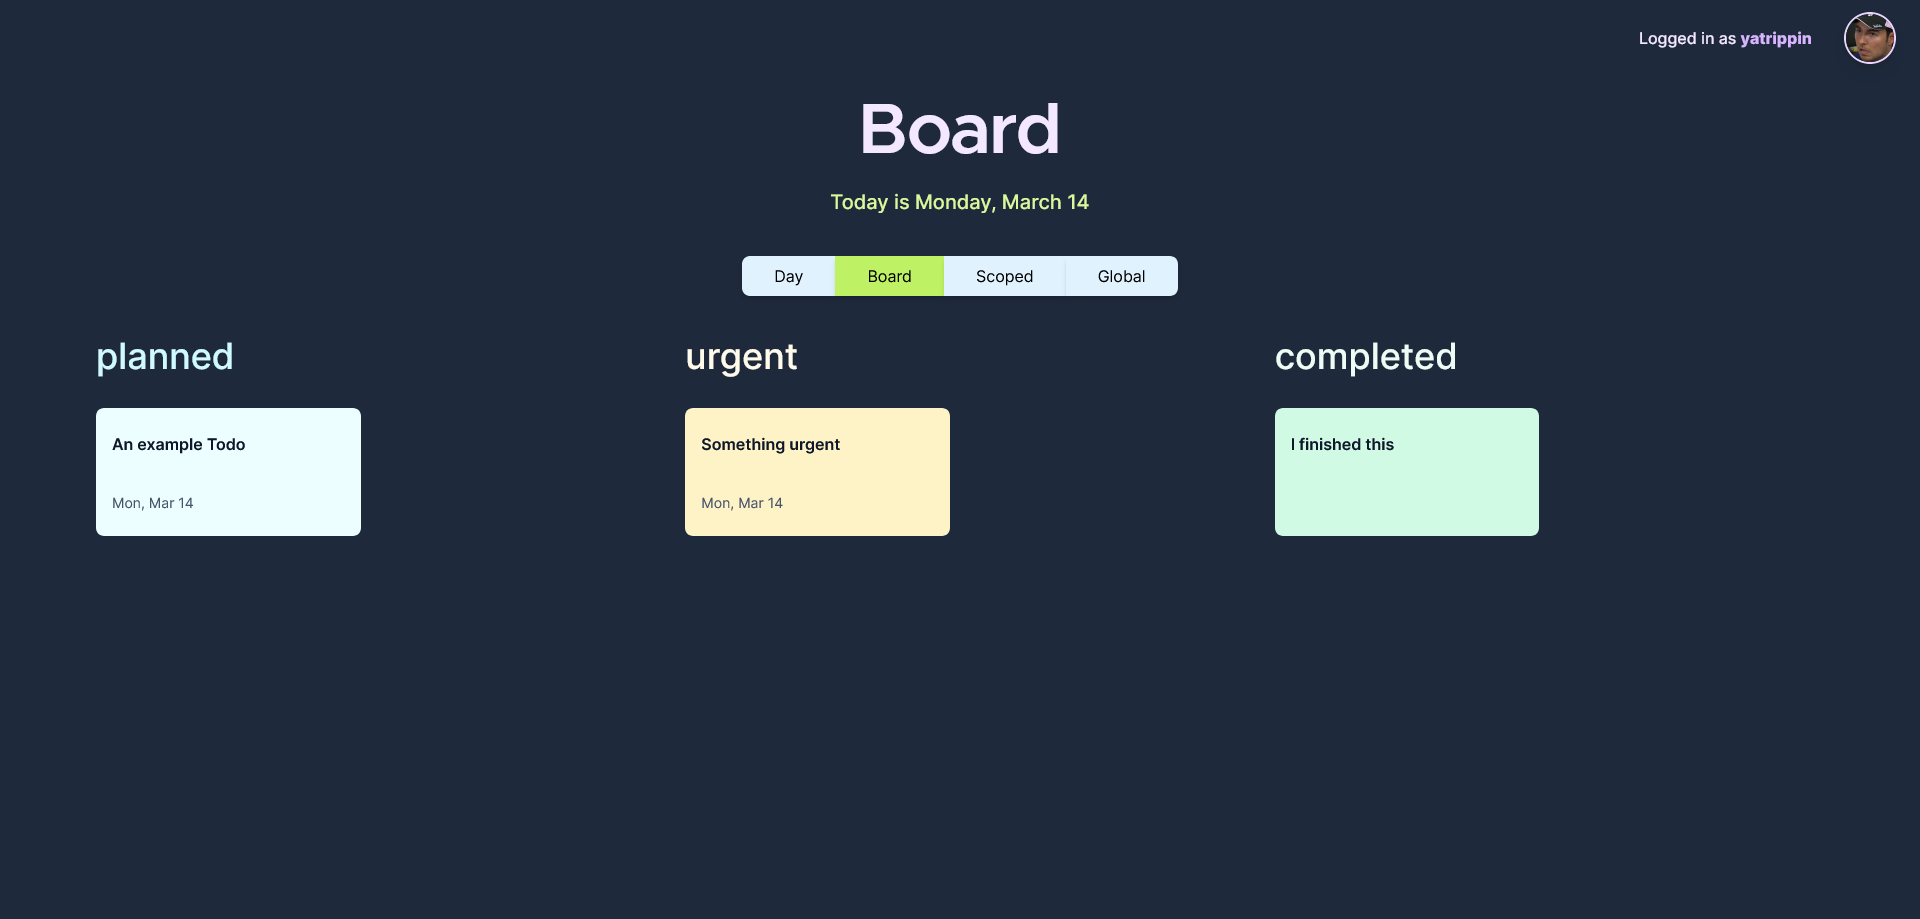 Logged in as yatrippin
Board
Today is Monday, March 14
Day Board Scoped Global
planned urgent completed
An example Todo
Mon, Mar 14
Something urgent
Mon, Mar 14
I finished this